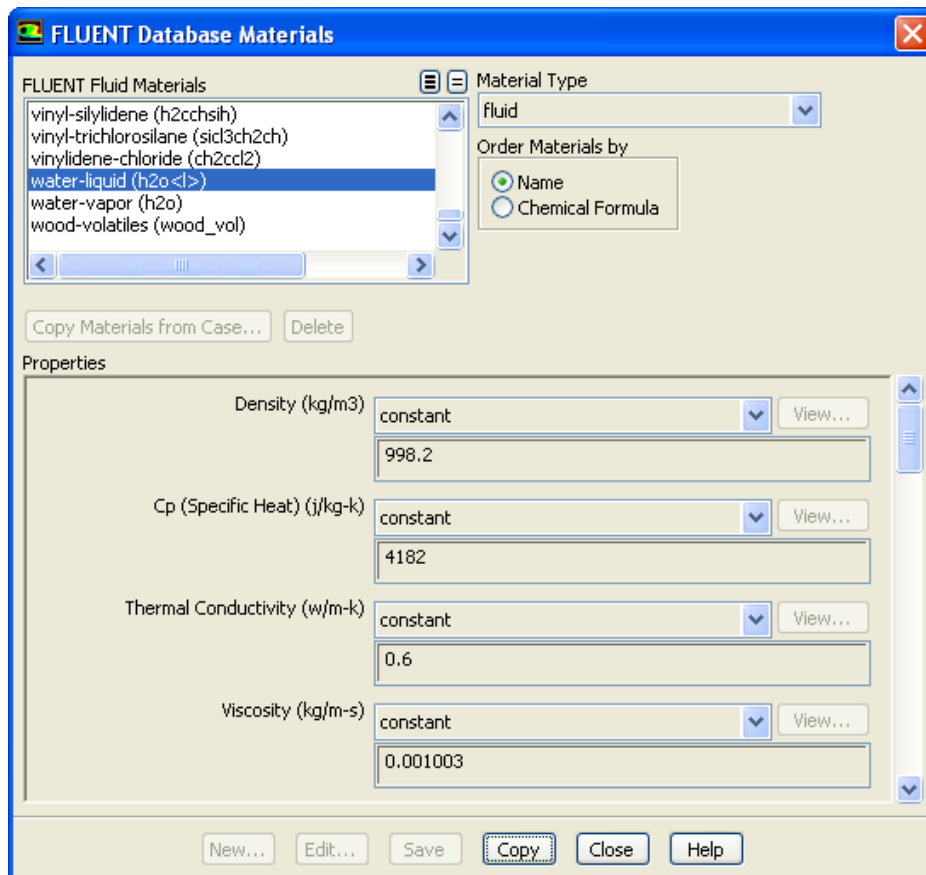 FLUENT Database Materials
FLUENT Fluid Materials
vinyl-silylidene (h2cchsih)
vinyl-trichlorosilane (sicl3ch2ch)
vinylidene-chloride (ch2ccl2)
water-liquid (h2o<l>)
water-vapor (h2o)
wood-volatiles (wood_vol)
Material Type
fluid
Order Materials by
Name
Chemical Formula
Copy Materials from Case... Delete
Properties
Density (kg/m3) constant View...
998.2
Cp (Specific Heat) (j/kg-k) constant View...
4182
Thermal Conductivity (w/m-k) constant View...
0.6
Viscosity (kg/m-s) constant View...
0.001003
New... Edit... Save Copy Close Help